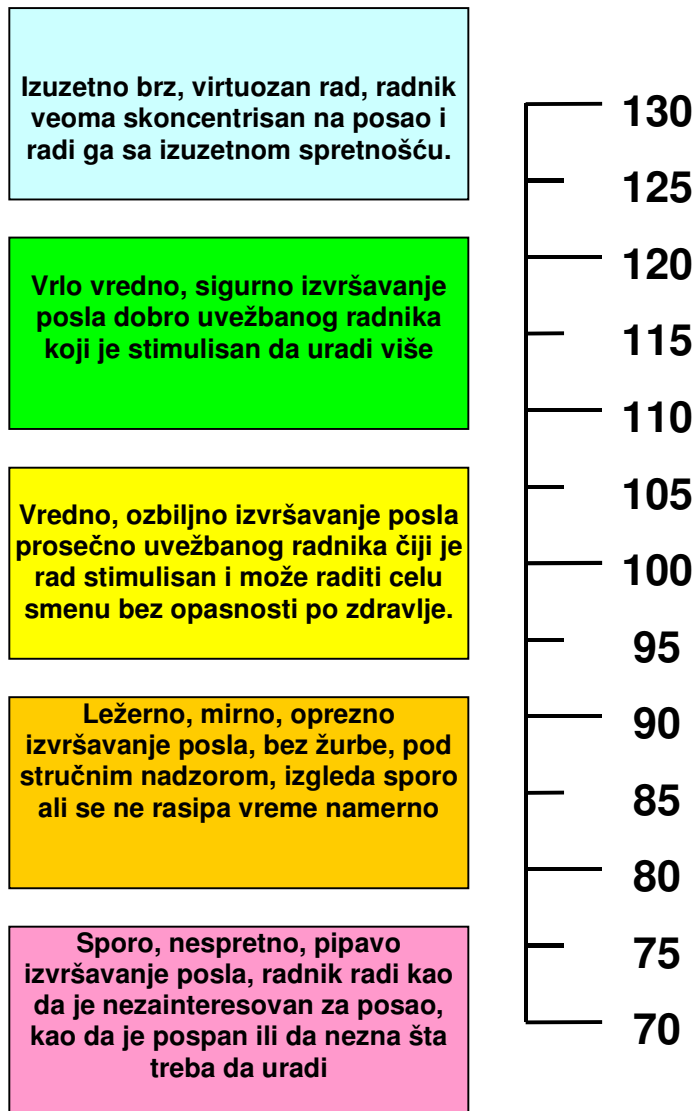 Izuzetno brz, virtuozan rad, radnik
veoma skoncentrisan na posao i
radi ga sa izuzetnom spretnošću.
130
125
Vrlo vredno, sigurno izvršavanje
posla dobro uvežbanog radnika
koji je stimulisan da uradi više
120
115
110
Vredno, ozbiljno izvršavanje posla
prosečno uvežbanog radnika čiji je
rad stimulisan i može raditi celu
smenu bez opasnosti po zdravlje.
105
100
95
Ležerno, mirno, oprezno
izvršavanje posla, bez žurbe, pod
stručnim nadzorom, izgleda sporo
ali se ne rasipa vreme namerno
90
85
80
Sporo, nespretno, pipavo
izvršavanje posla, radnik radi kao
da je nezainteresovan za posao,
kao da je pospan ili da nezna šta
treba da uradi
75
70